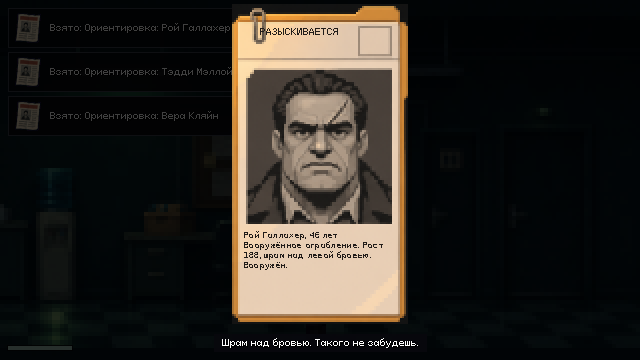 Взято: Ориентировка: Рой Галлахер
Взято: Ориентировка: Тэдди Мэллой
Взято: Ориентировка: Вера Кляйн
РАЗЫСКИВАЕТСЯ
Рой Галлахер, 46 лет
Вооружённое ограбление. Рост
188, шрам над левой бровью.
Вооружён.
Шрам над бровью. Такого не забудешь.